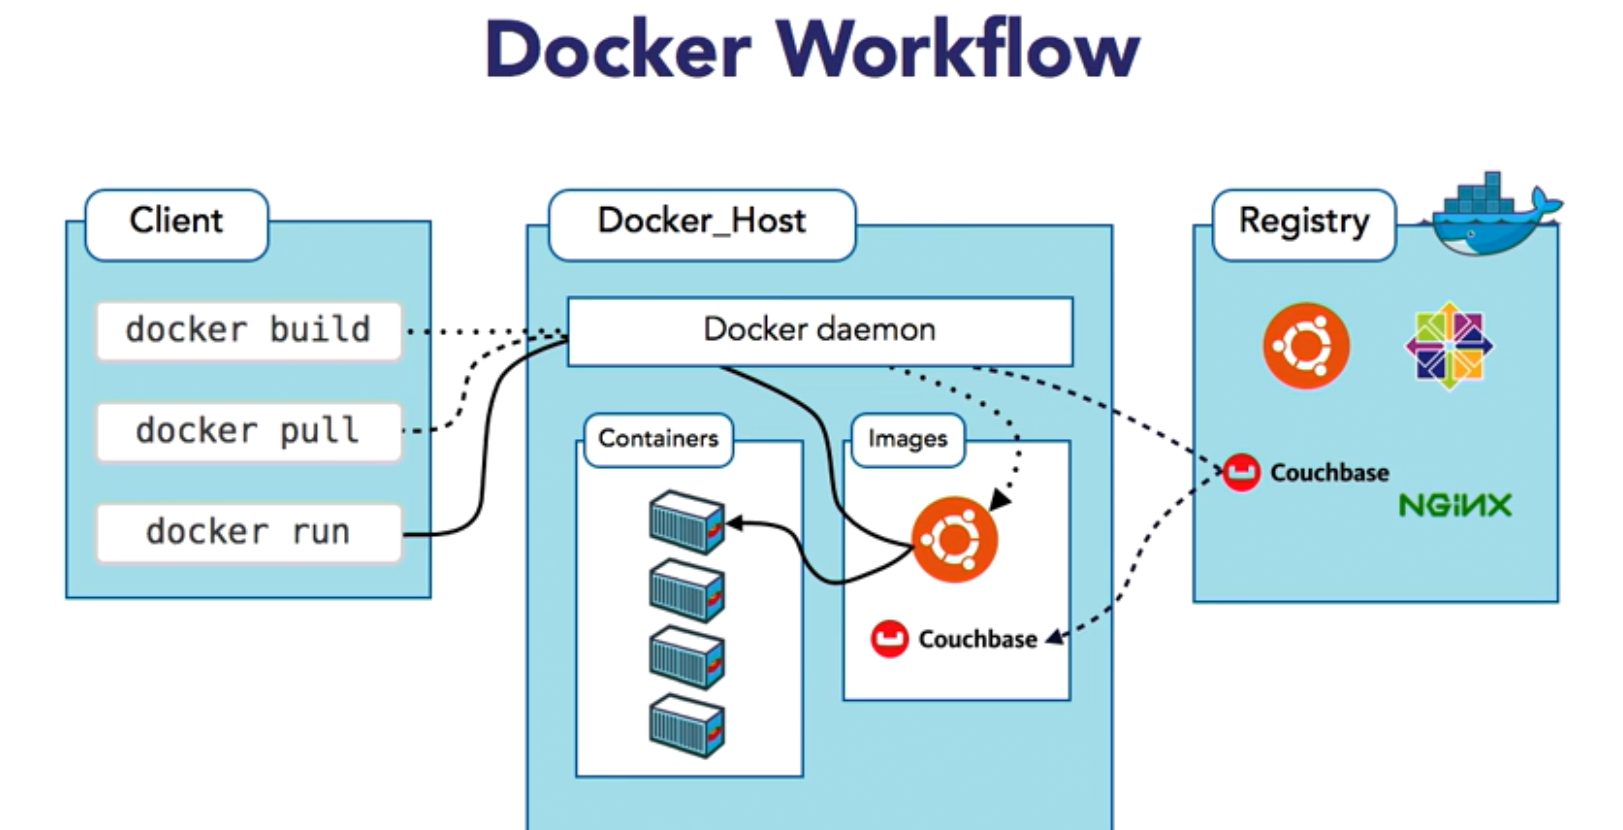 Docker Workflow
Client
docker build
docker pull
docker run
Docker_Host
Docker daemon
Containers
Images
Couchbase
Registry
Couchbase
NGiNX